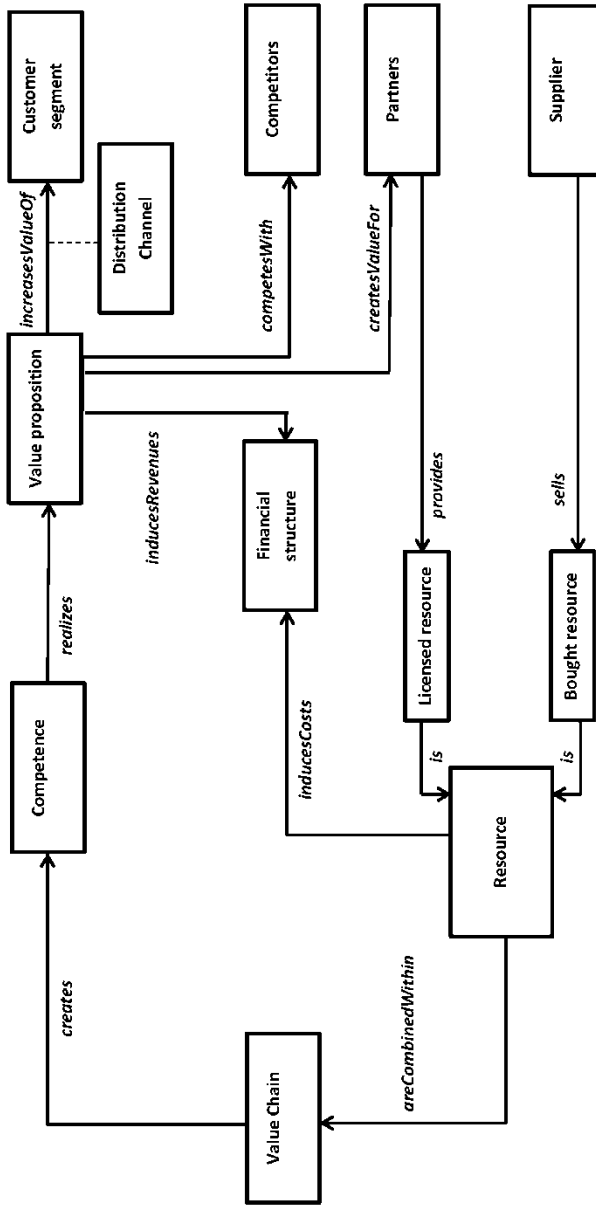 Value proposition
increasesValueOf
Customer
segment
Distribution
Channel
Competence
realizes
creates
inducesRevenues
competesWith
Competitors
Value Chain
inducesCosts
Financial
structure
createsValueFor
Partners
areCombinedWithin
Resource
is
Licensed resource
provides
is
Bought resource
sells
Supplier